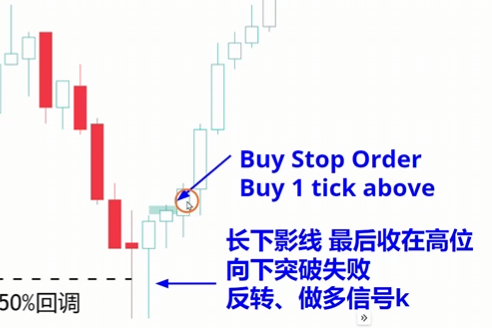 Buy Stop Order
Buy 1 tick above
长下影线 最后收在高位
向下突破失败
反转、做多信号k
50%回调